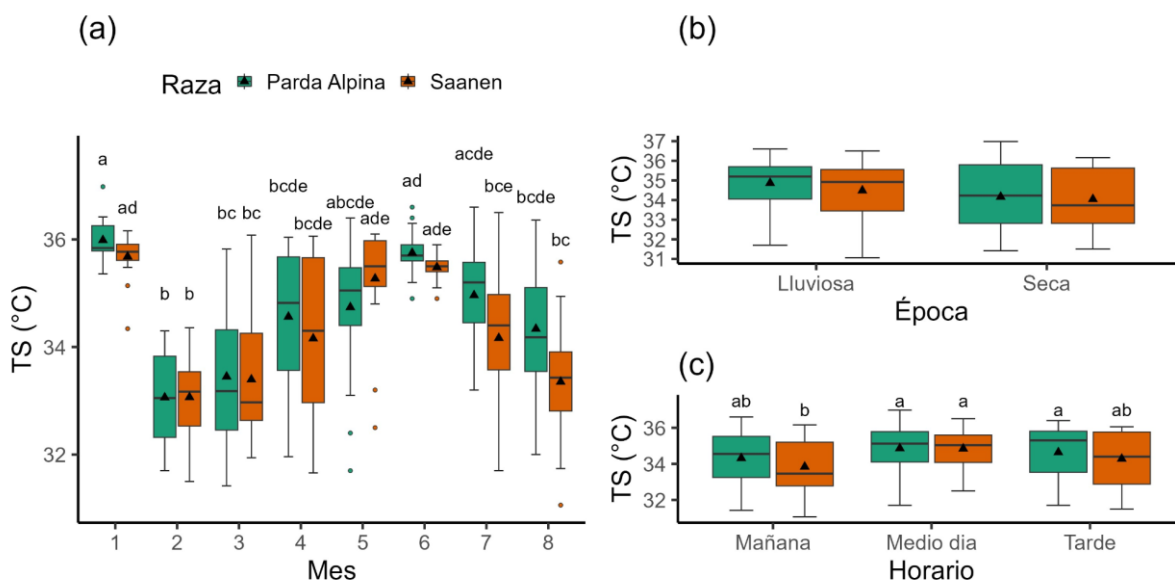 (a)
Raza Parda Alpina Saanen
TS (°C)
36
34
32
a
ad
b
b
bc
bc
bcde
bcde
abcde
ade
ad
ade
acde
bce
bcde
bc
1 2 3 4 5 6 7 8
Mes
(b)
TS (°C)
37
36
35
34
33
32
31
Lluviosa Seca
Época
(c)
TS (°C)
36
34
32
ab b a a a ab
Mañana Medio dia Tarde
Horario